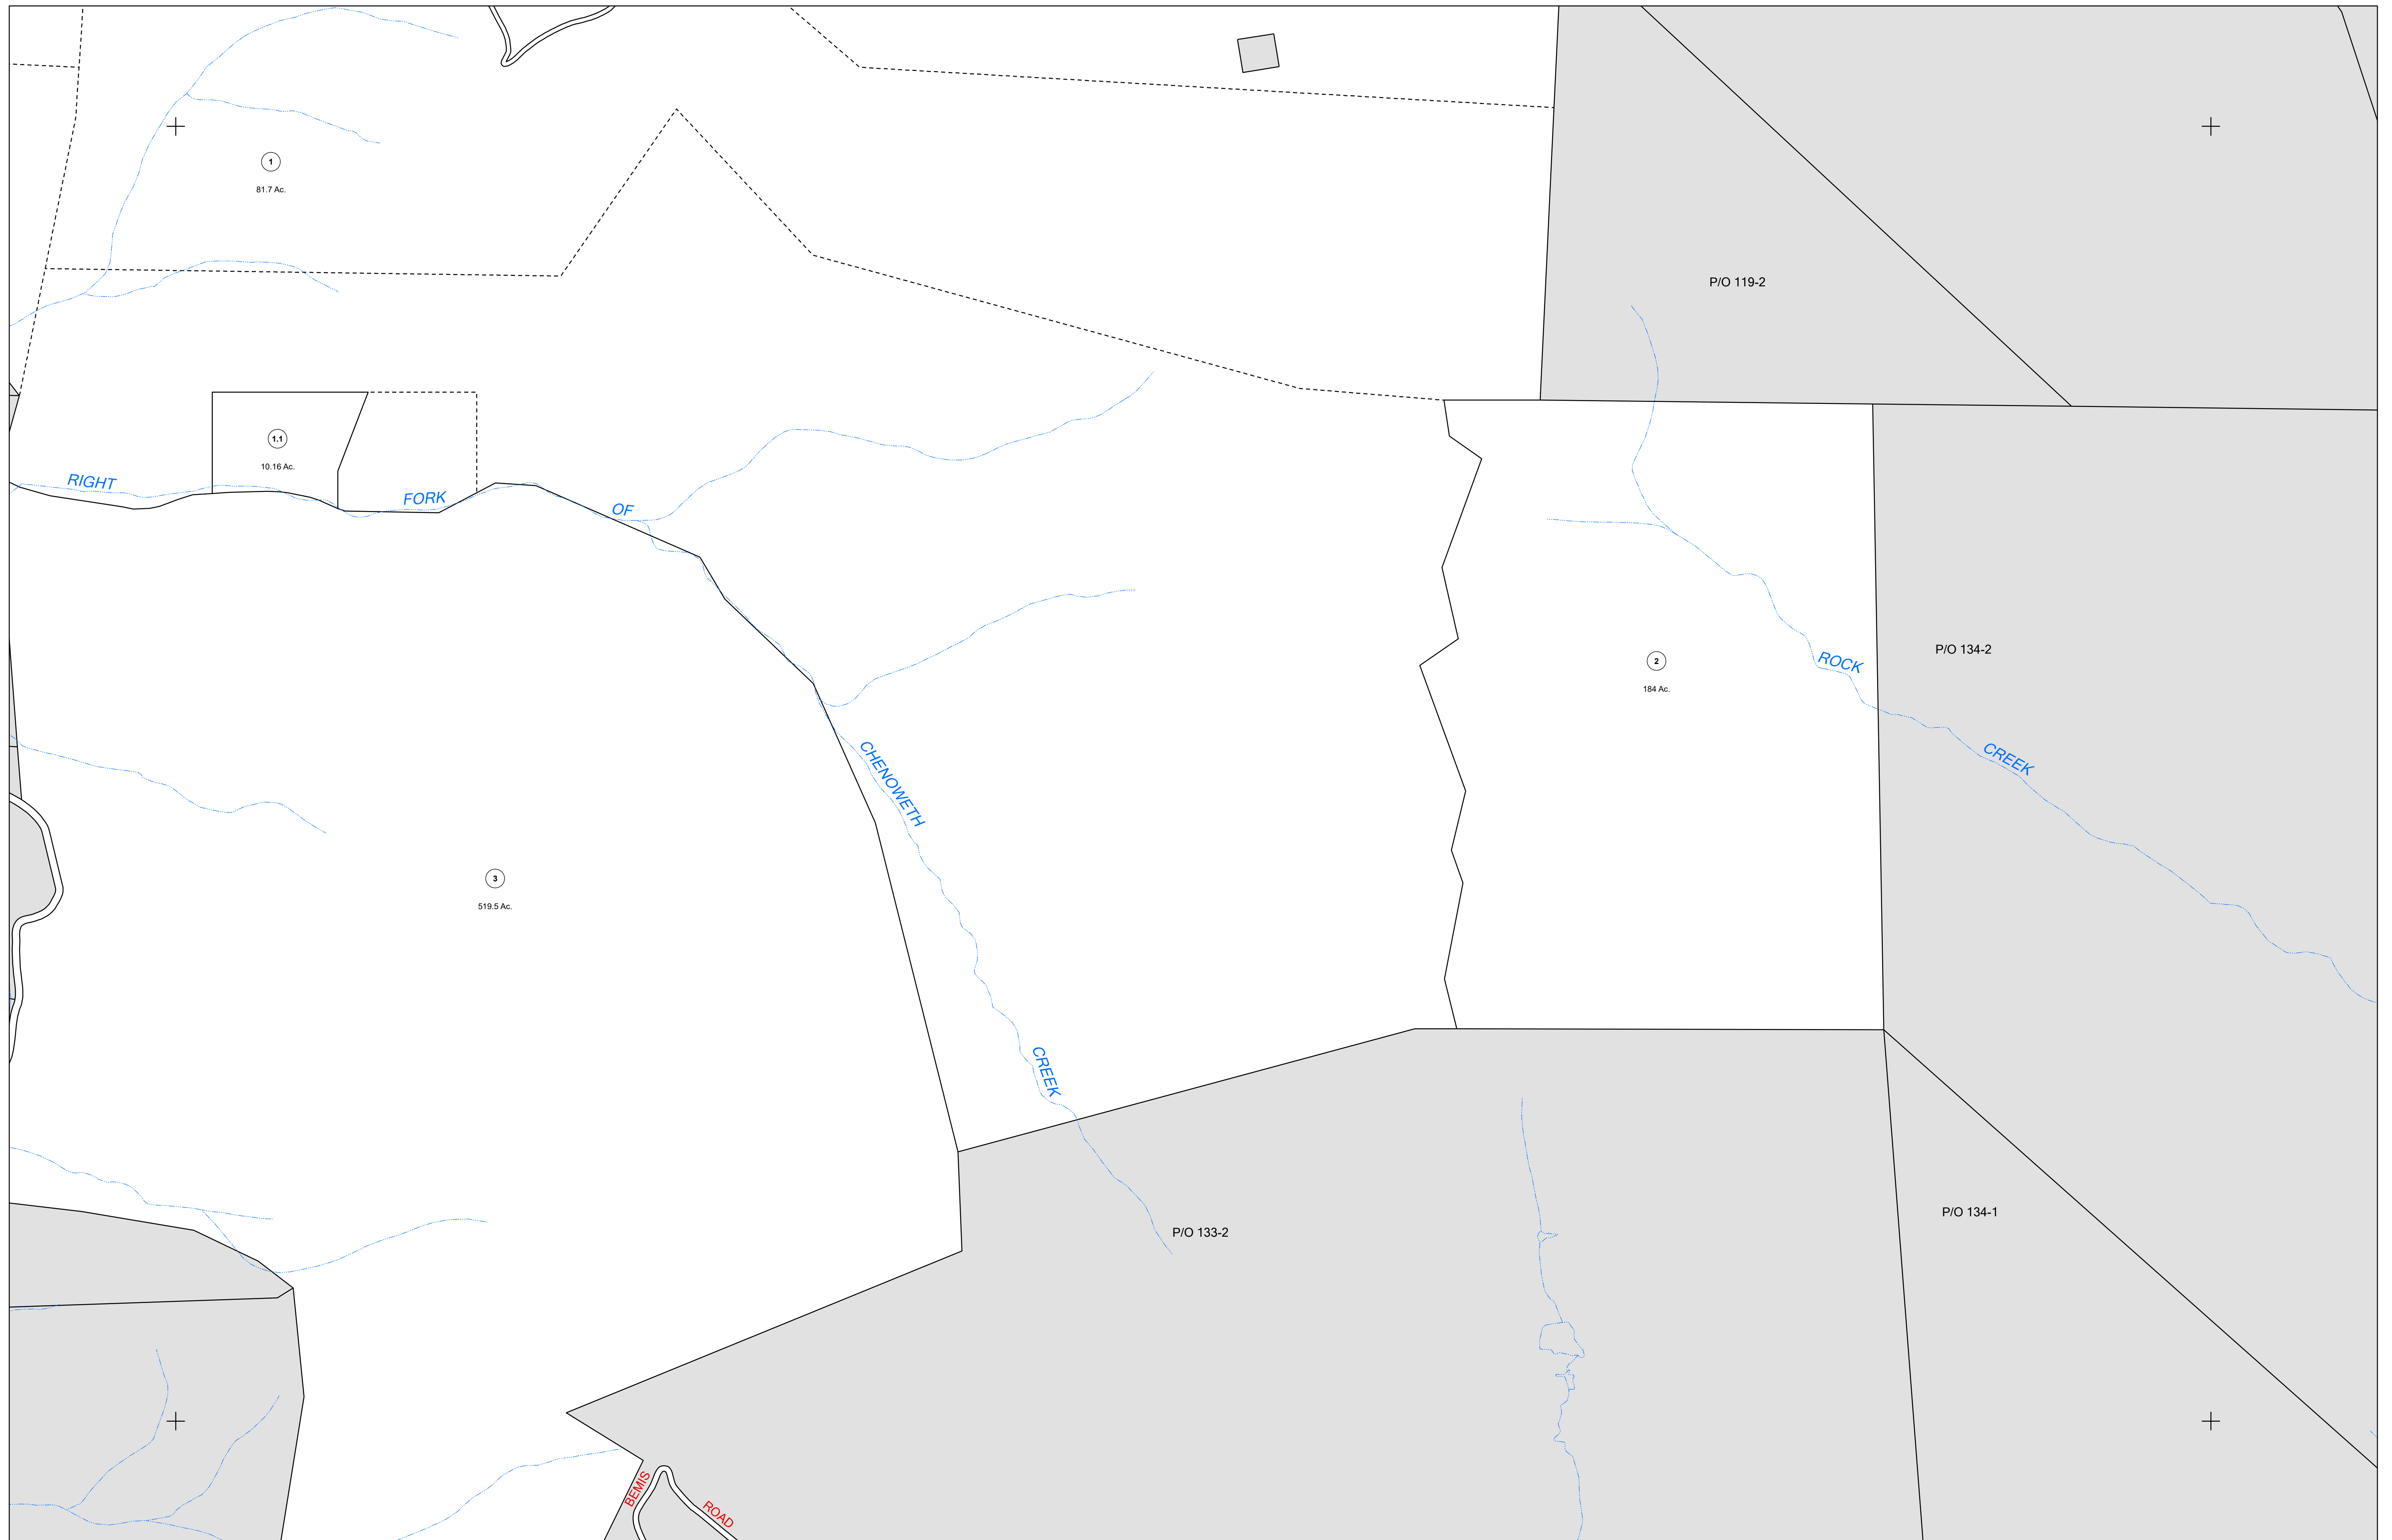 1
81.7 Ac.
P/O 119-2
1.1
10.16 Ac.
RIGHT
FORK
OF
CHENOWETH
CREEK
2
184 Ac.
P/O 134-2
ROCK
CREEK
3
519.5 Ac.
P/O 133-2
P/O 134-1
BEMIS
ROAD